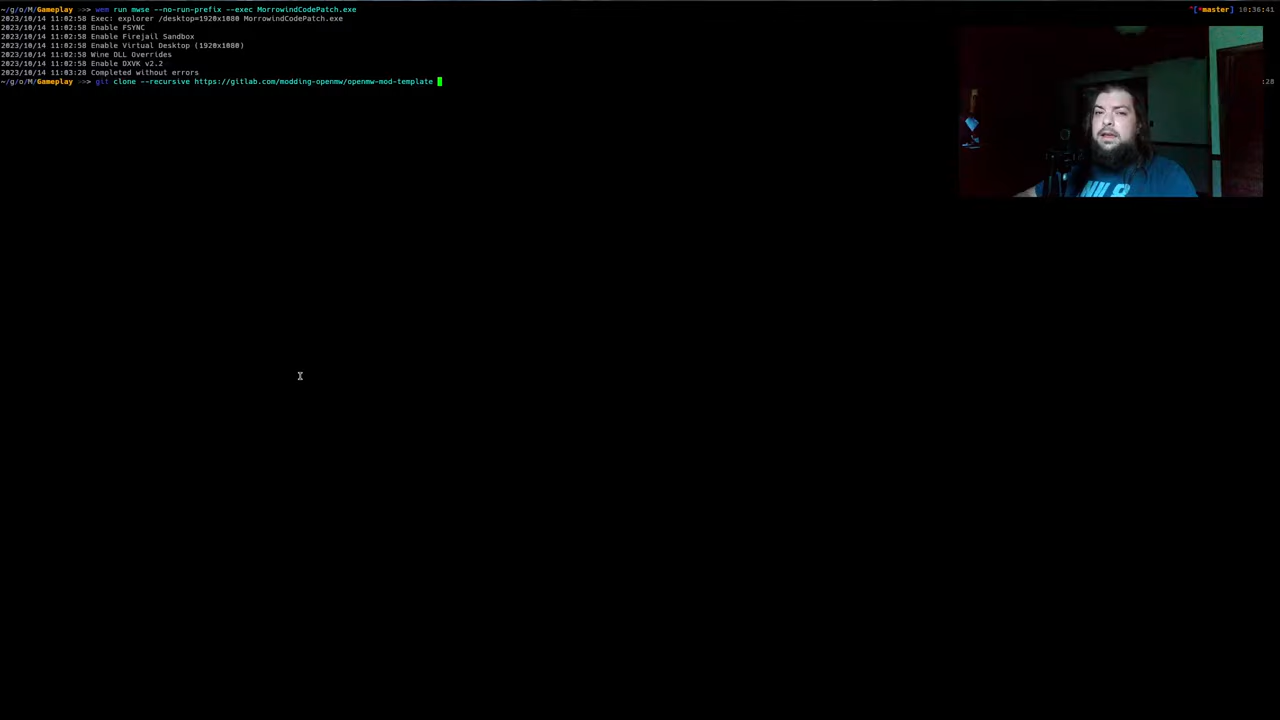 ~/g/o/M/Gameplay ->> wmm run mwse --no-run-prefix --exec MorrowindCodePatch.exe *[*master] 10:36:41
2023/10/14 11:02:58 Exec: explorer /desktop=1920x1080 MorrowindCodePatch.exe
2023/10/14 11:02:58 Enable FSYNC
2023/10/14 11:02:58 Enable Firejail Sandbox
2023/10/14 11:02:58 Enable Virtual Desktop (1920x1080)
2023/10/14 11:02:58 Wine DLL Overrides
2023/10/14 11:02:58 Enable DXVK v2.2
2023/10/14 11:03:28 Completed without errors
~/g/o/M/Gameplay ->> git clone --recursive https://gitlab.com/modding-openmw/openmw-mod-template :28